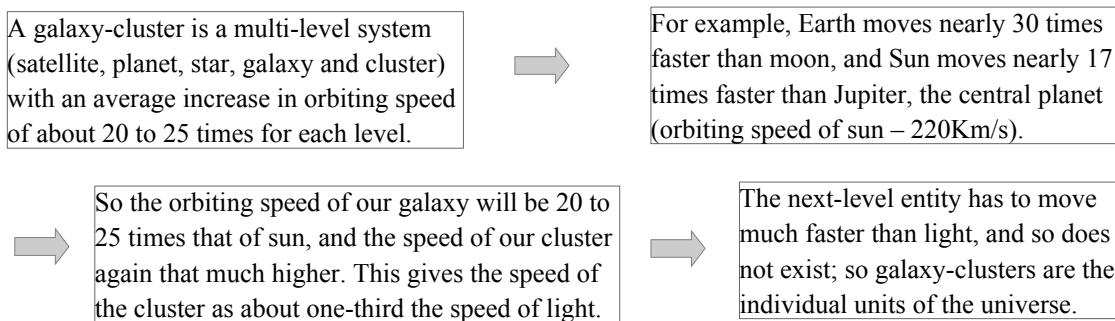 A galaxy-cluster is a multi-level system
(satellite, planet, star, galaxy and cluster)
with an average increase in orbiting speed
of about 20 to 25 times for each level.
For example, Earth moves nearly 30 times
faster than moon, and Sun moves nearly 17
times faster than Jupiter, the central planet
(orbiting speed of sun – 220Km/s).
So the orbiting speed of our galaxy will be 20 to
25 times that of sun, and the speed of our cluster
again that much higher. This gives the speed of
the cluster as about one-third the speed of light.
The next-level entity has to move
much faster than light, and so does
not exist; so galaxy-clusters are the
individual units of the universe.